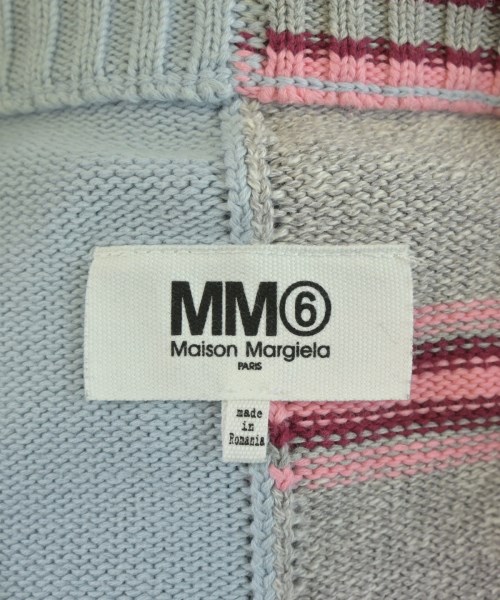 MM⑥
Maison Margiela
PARIS
made
in
Romania